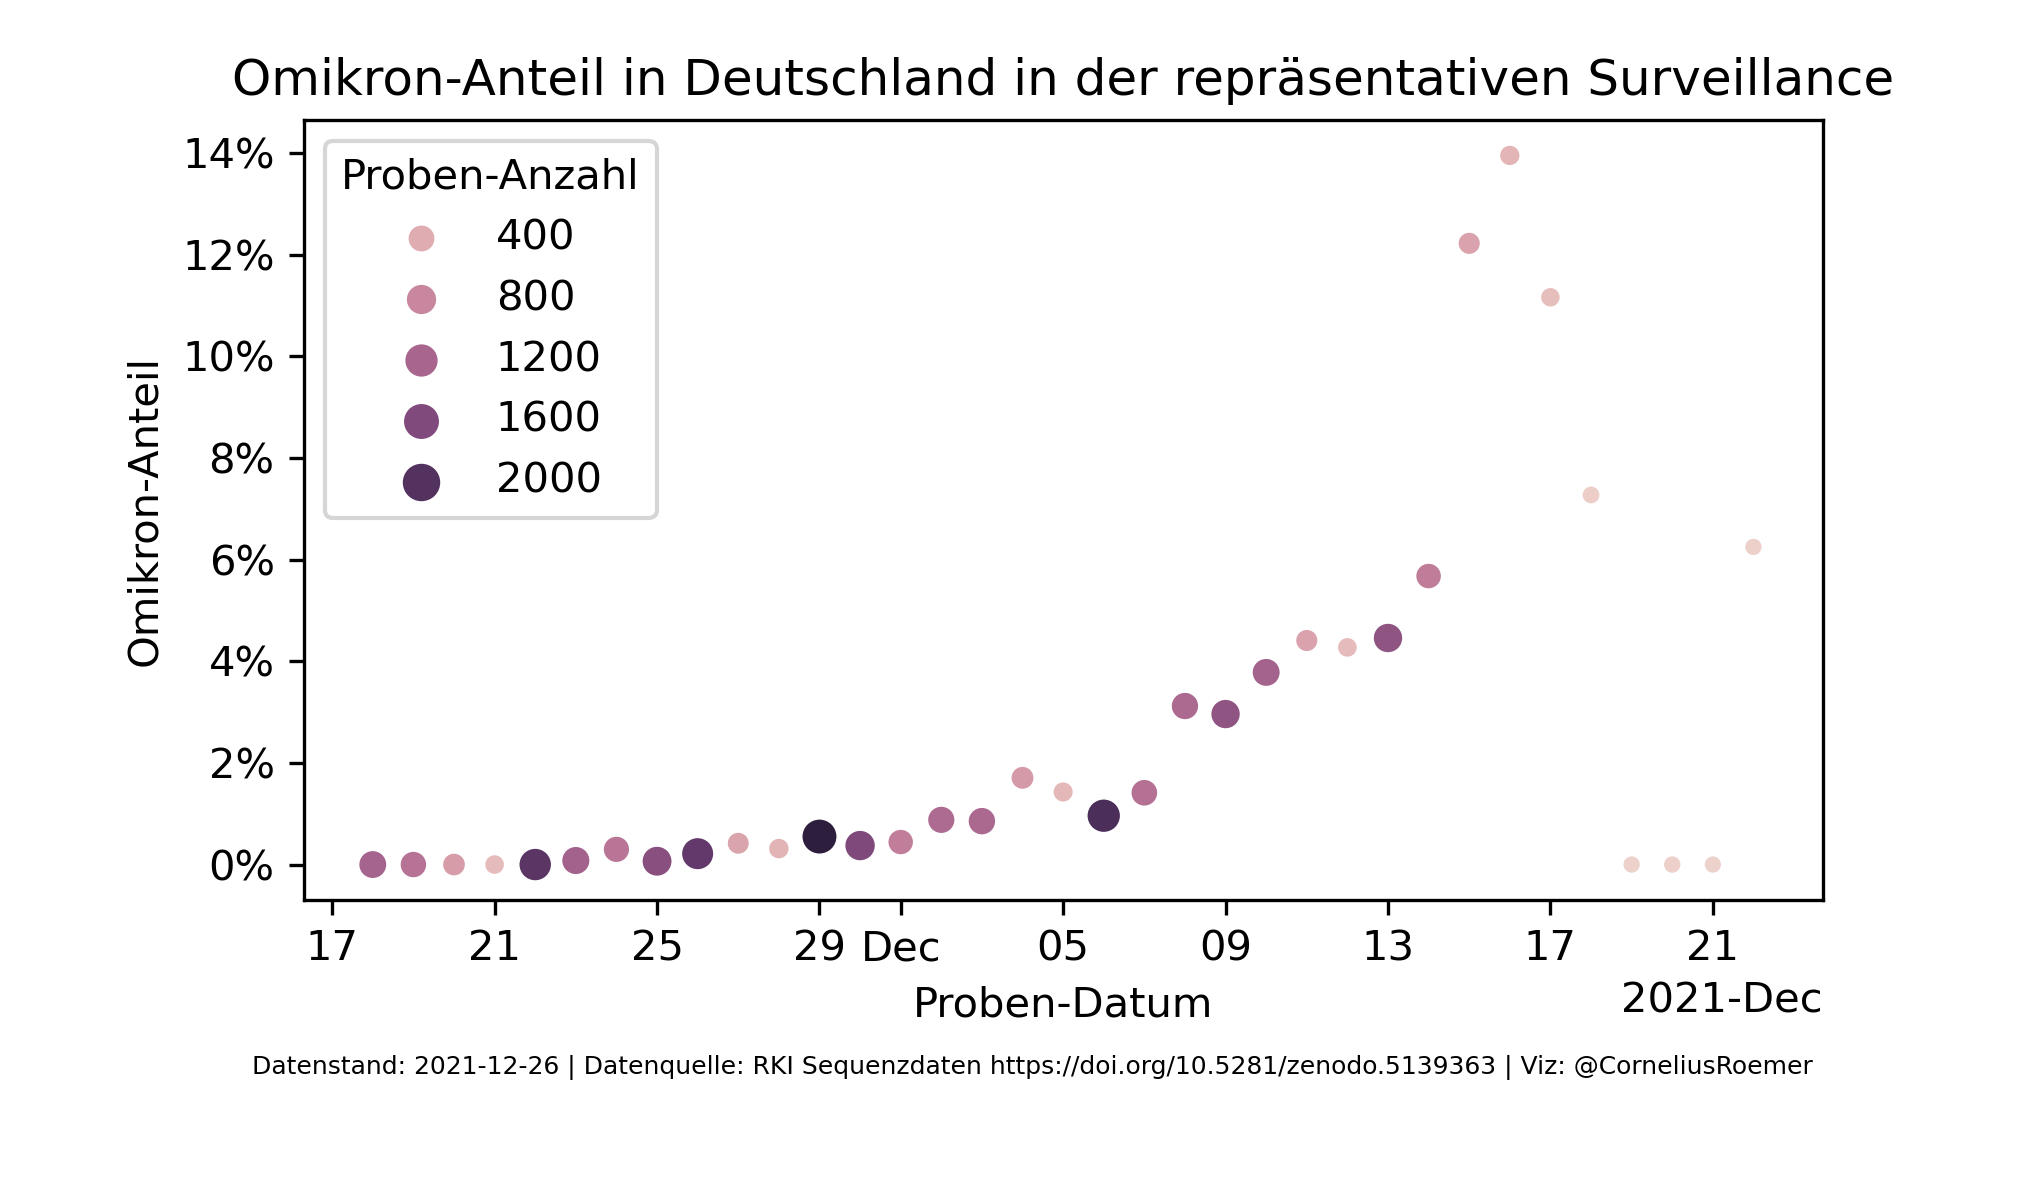 Omikron-Anteil in Deutschland in der repräsentativen Surveillance
Proben-Anzahl
400
800
1200
1600
2000
14%
12%
10%
8%
6%
4%
2%
0%
Omikron-Anteil
17 21 25 29 Dec 05 09 13 17 21
2021-Dec
Proben-Datum
Datenstand: 2021-12-26 | Datenquelle: RKI Sequenzdaten https://doi.org/10.5281/zenodo.5139363 | Viz: @CorneliusRoemer